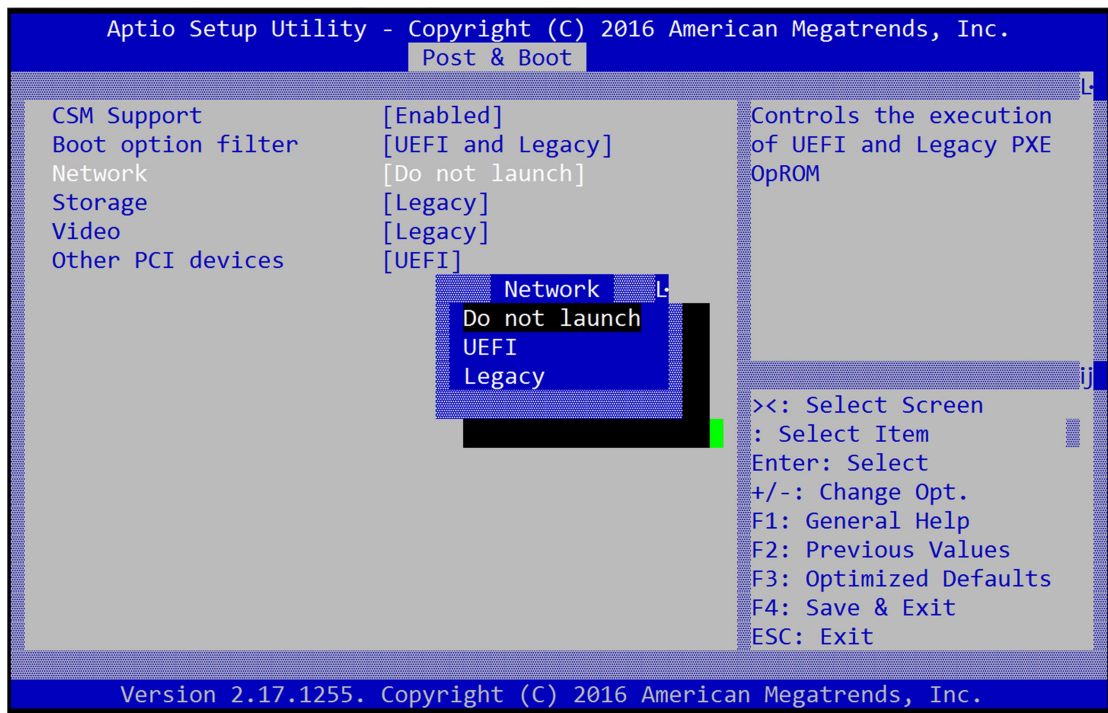 Aptio Setup Utility - Copyright (C) 2016 American Megatrends, Inc.
Post & Boot
CSM Support [Enabled]
Boot option filter [UEFI and Legacy]
Network [Do not launch]
Storage [Legacy]
Video [Legacy]
Other PCI devices [UEFI]
Network
Do not launch
UEFI
Legacy
Controls the execution
of UEFI and Legacy PXE
OpROM
><: Select Screen
: Select Item
Enter: Select
+/-: Change Opt.
F1: General Help
F2: Previous Values
F3: Optimized Defaults
F4: Save & Exit
ESC: Exit
Version 2.17.1255. Copyright (C) 2016 American Megatrends, Inc.